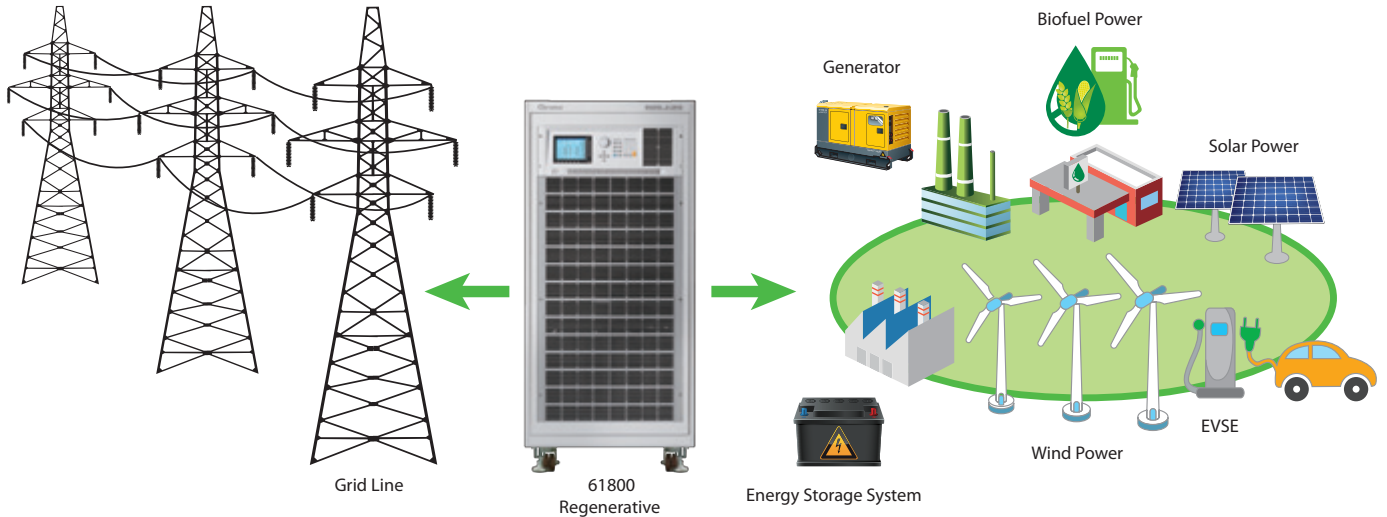 Biofuel Power
Generator
Solar Power
EVSE
Wind Power
Grid Line
61800
Regenerative
Energy Storage System